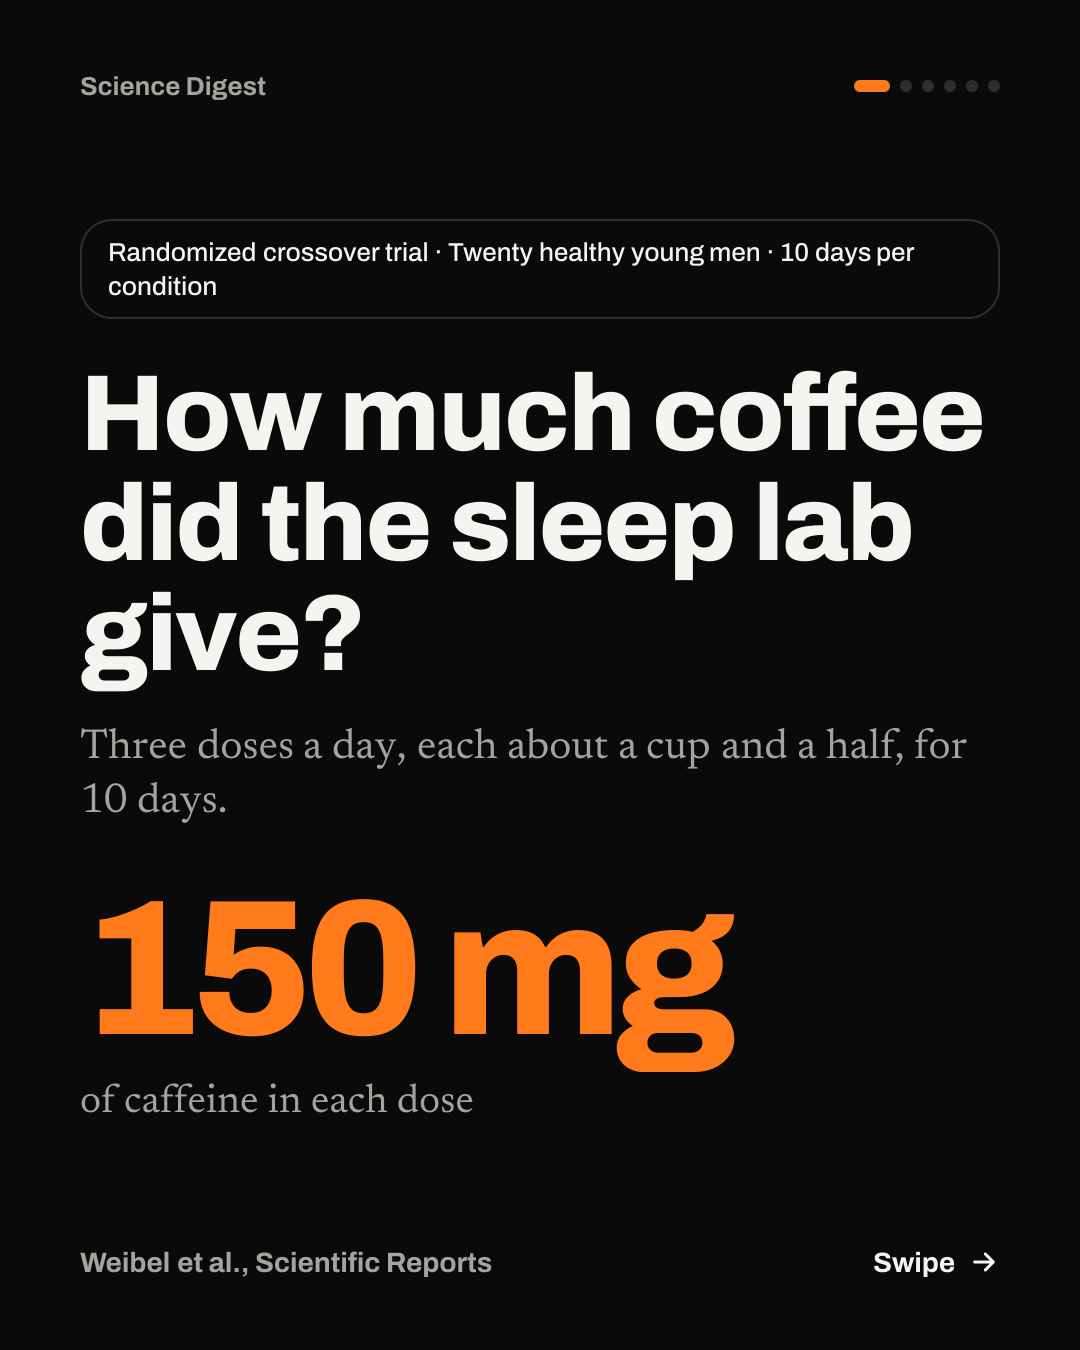 Science Digest
Randomized crossover trial · Twenty healthy young men · 10 days per
condition
How much coffee
did the sleep lab
give?
Three doses a day, each about a cup and a half, for
10 days.
150 mg
of caffeine in each dose
Weibel et al., Scientific Reports
Swipe →